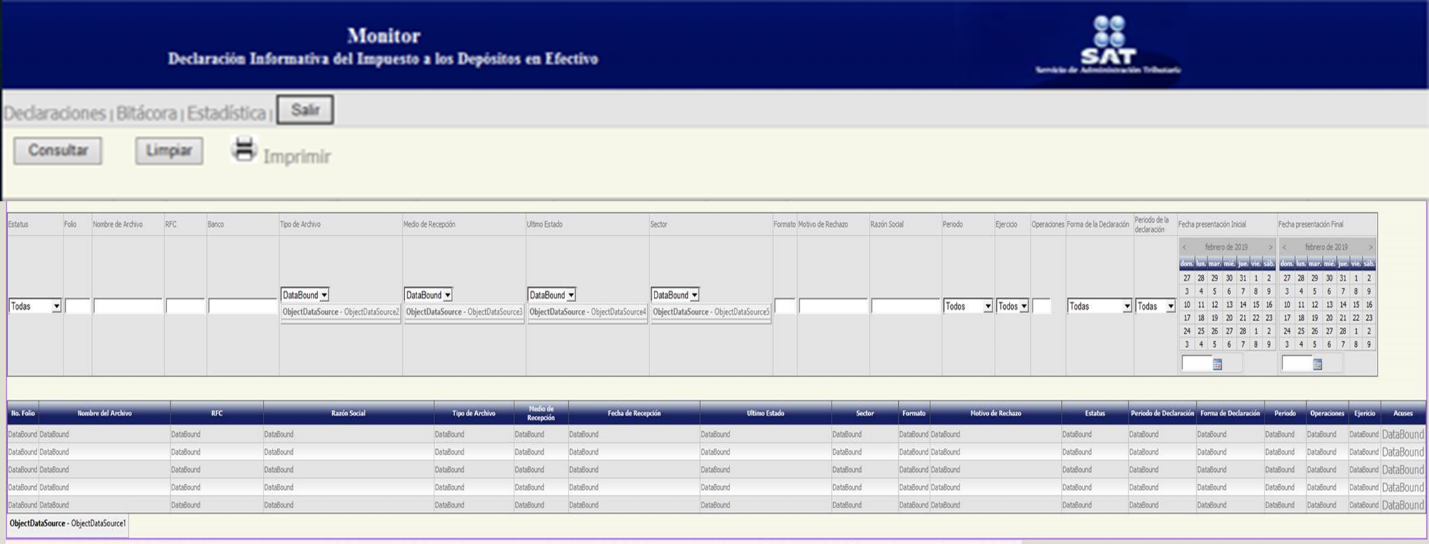 Monitor
Declaración Informativa del Impuesto a los Depósitos en Efectivo
SAT
Servicio de Administración Tributaria
Declaraciones | Bitácora | Estadística | Salir
Consultar Limpiar Imprimir
Estatus Folio Nombre de Archivo RFC Banco Tipo de Archivo Medio de Recepción Ultimo Estado Sector Formato Motivo de Rechazo Razón Social Periodo Ejercicio Operaciones Forma de la Declaración Periodo de la declaración Fecha presentación Inicial Fecha presentación Final
< febrero de 2019 > < febrero de 2019 >
dom. lun. mar. mié. jue. vie. sáb. dom. lun. mar. mié. jue. vie. sáb.
27 28 29 30 31 1 2 27 28 29 30 31 1 2
3 4 5 6 7 8 9 3 4 5 6 7 8 9
Todas DataBound DataBound DataBound DataBound Todos Todos Todas Todas
10 11 12 13 14 15 16 10 11 12 13 14 15 16
ObjectDataSource - ObjectDataSource2 ObjectDataSource - ObjectDataSource3 ObjectDataSource - ObjectDataSource4 ObjectDataSource - ObjectDataSource5
17 18 19 20 21 22 23 17 18 19 20 21 22 23
24 25 26 27 28 1 2 24 25 26 27 28 1 2
3 4 5 6 7 8 9 3 4 5 6 7 8 9
No. Folio Nombre del Archivo RFC Razón Social Tipo de Archivo Medio de Recepción Fecha de Recepción Ultimo Estado Sector Formato Motivo de Rechazo Estatus Periodo de Declaración Forma de Declaración Periodo Operaciones Ejericio Acuses
DataBound DataBound DataBound DataBound DataBound DataBound DataBound DataBound DataBound DataBound DataBound DataBound DataBound DataBound DataBound DataBound DataBound DataBound
DataBound DataBound DataBound DataBound DataBound DataBound DataBound DataBound DataBound DataBound DataBound DataBound DataBound DataBound DataBound DataBound DataBound DataBound
DataBound DataBound DataBound DataBound DataBound DataBound DataBound DataBound DataBound DataBound DataBound DataBound DataBound DataBound DataBound DataBound DataBound DataBound
DataBound DataBound DataBound DataBound DataBound DataBound DataBound DataBound DataBound DataBound DataBound DataBound DataBound DataBound DataBound DataBound DataBound DataBound
DataBound DataBound DataBound DataBound DataBound DataBound DataBound DataBound DataBound DataBound DataBound DataBound DataBound DataBound DataBound DataBound DataBound DataBound
ObjectDataSource - ObjectDataSource1